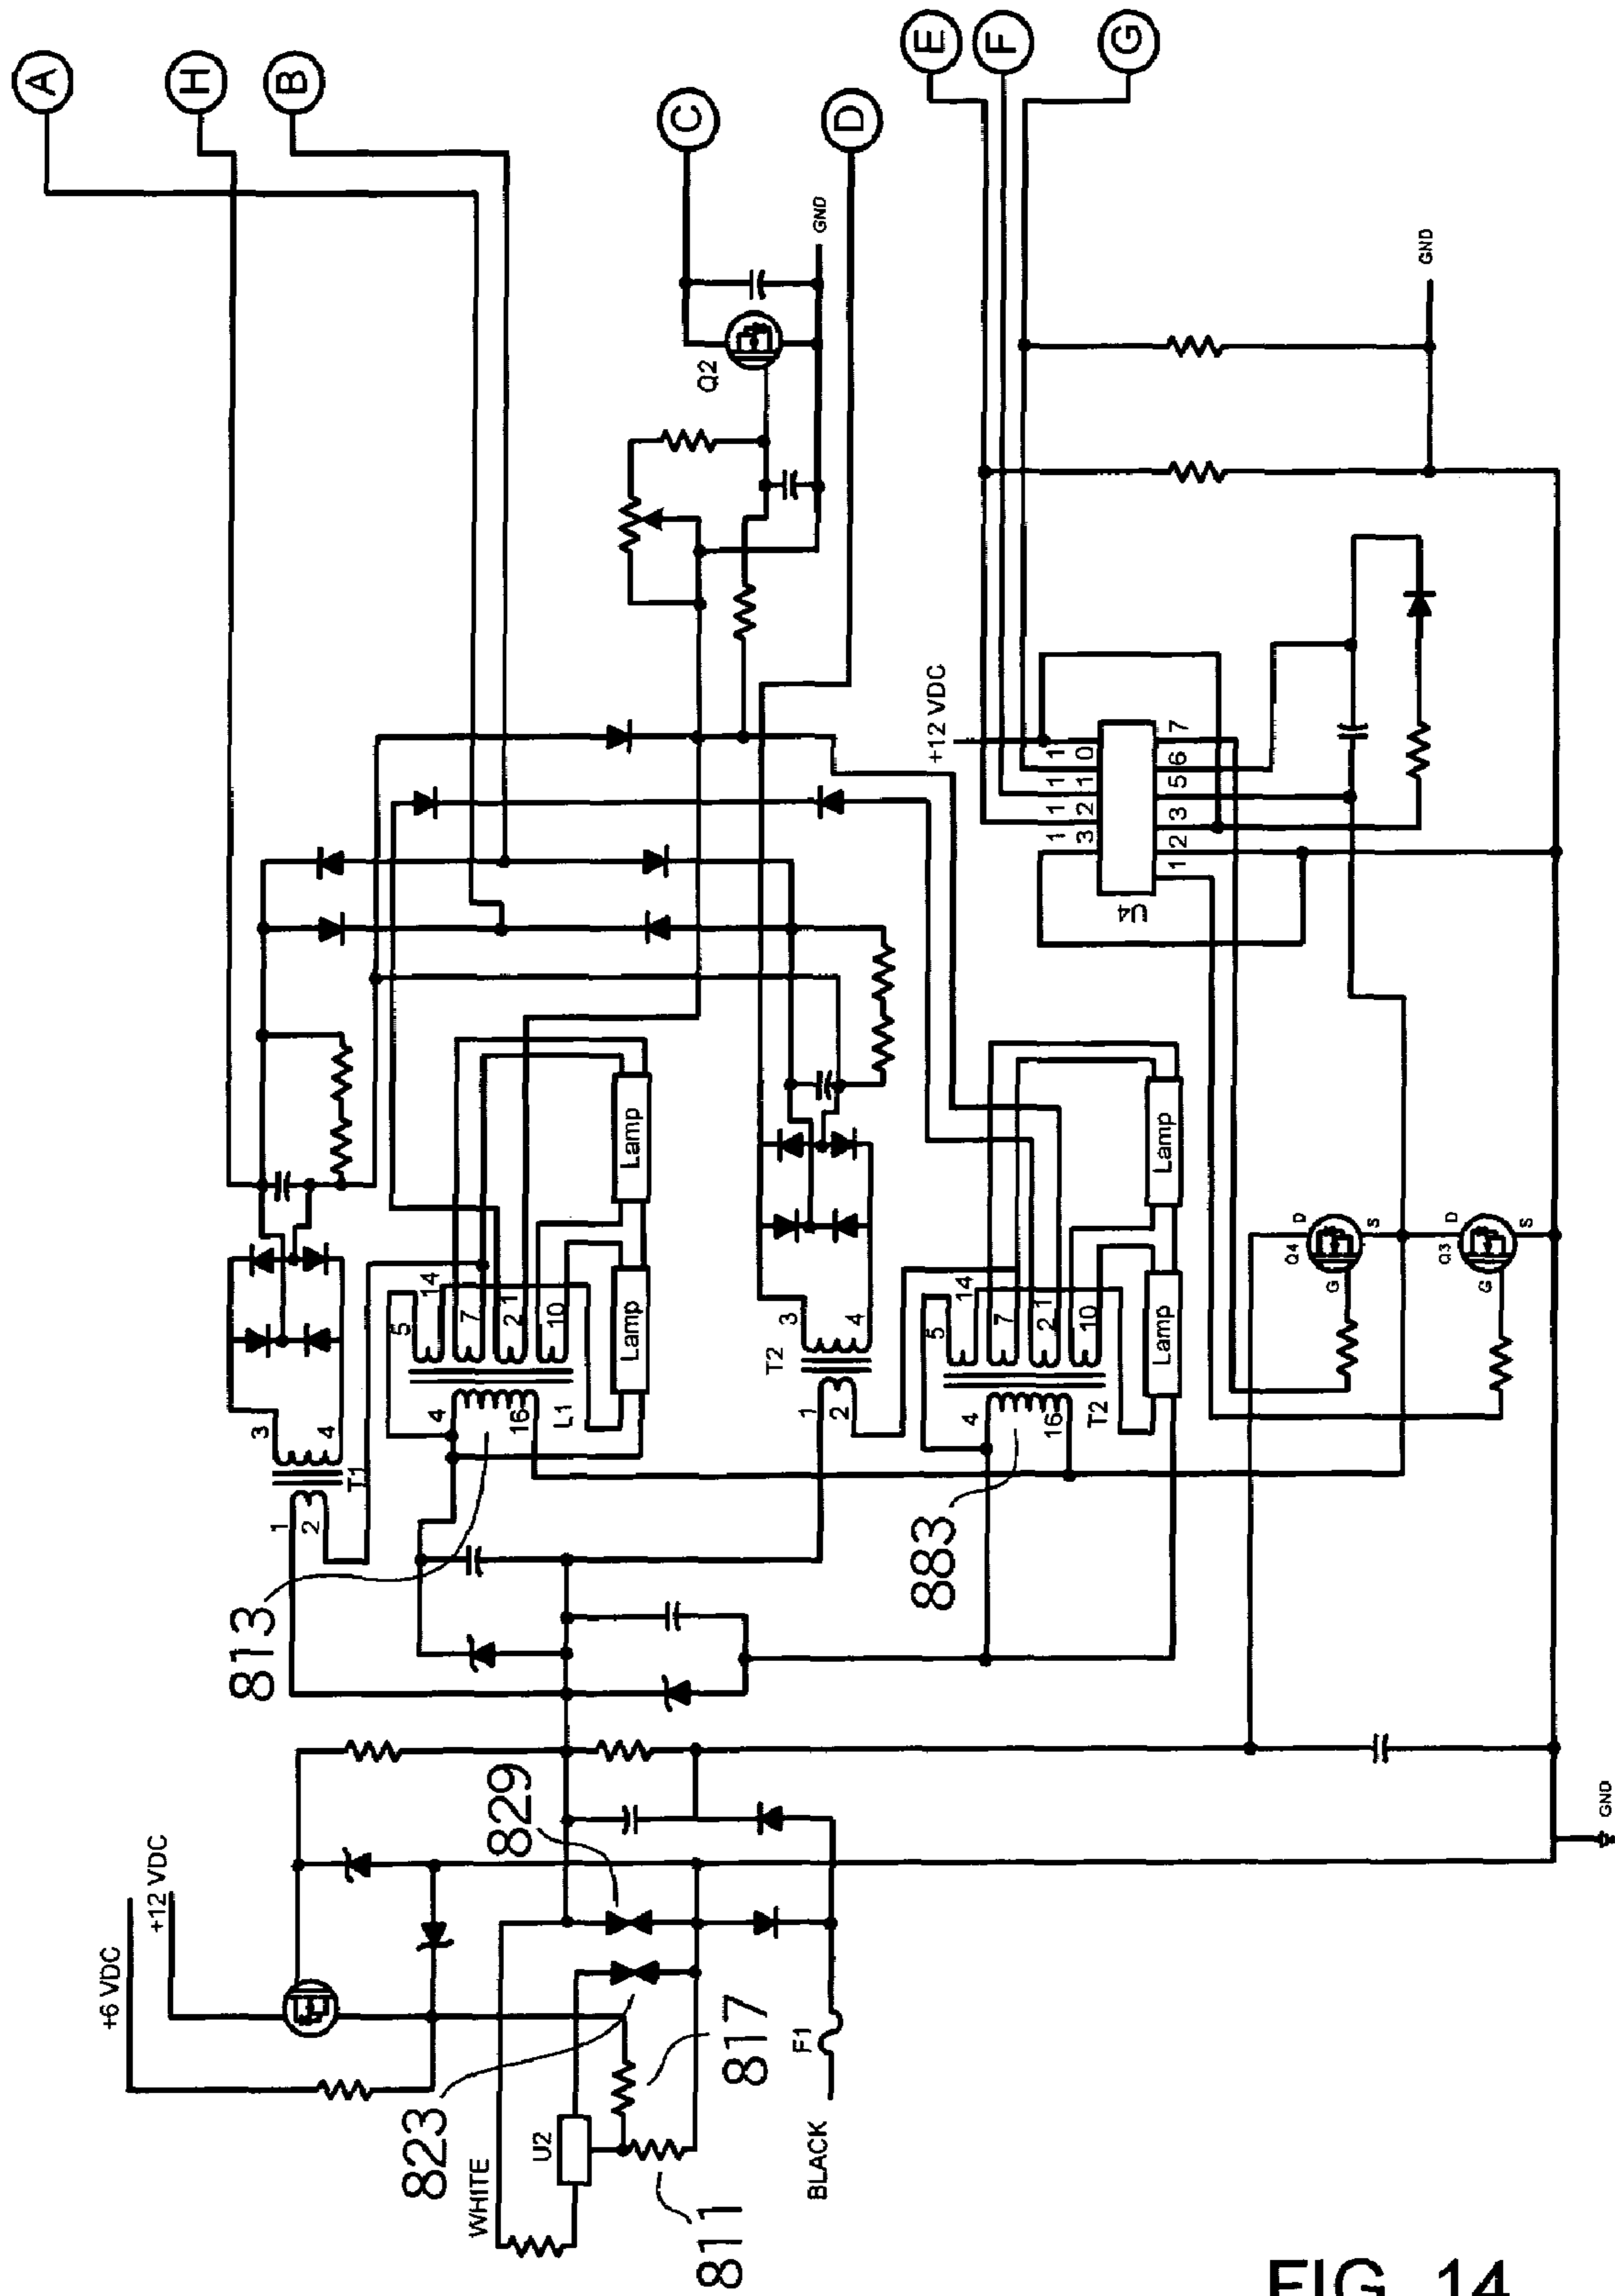 A
H
B
C
D
E
F
G
GND
Q2
+12 VDC
GND
1 1 1 1
3 2 1 0
U4
1 2 3 5 6 7
Lamp
Lamp
Lamp
Lamp
5
14
7
2 1
10
4
16
L1
3
4
T1
1
2
T2
3
4
1
2
5
14
7
2 1
10
4
16
T2
Q4
D
S
G
Q3
D
S
G
813
883
829
823
817
811
+6 VDC
+12 VDC
WHITE
U2
F1
BLACK
GND
FIG. 14